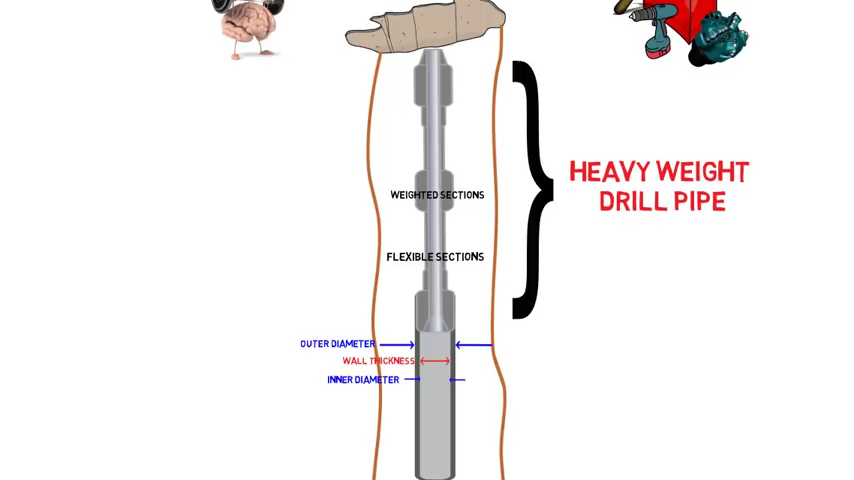 HEAVY WEIGHT
DRILL PIPE
WEIGHTED SECTIONS
FLEXIBLE SECTIONS
OUTER DIAMETER
WALL THICKNESS
INNER DIAMETER